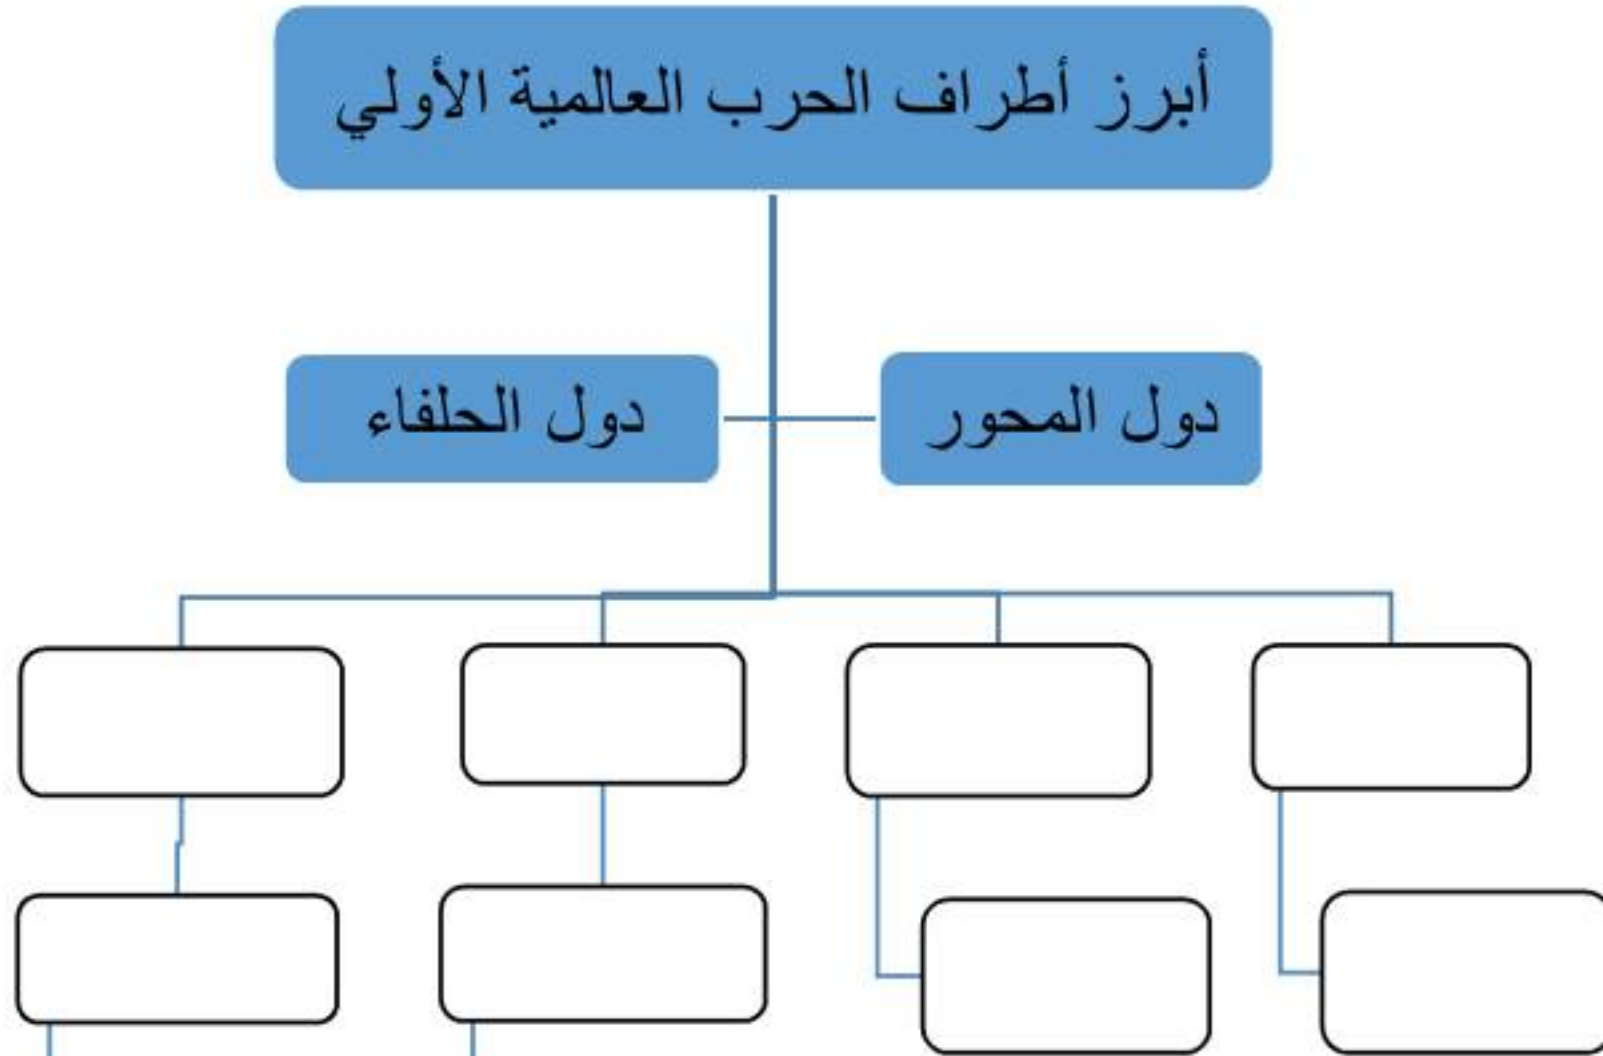 أبرز أطراف الحرب العالمية الأولي
دول المحور
دول الحلفاء